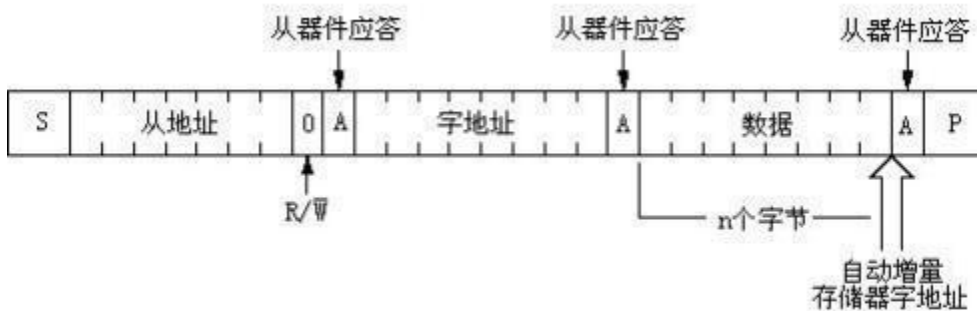 从器件应答 从器件应答 从器件应答
S 从地址 0 A 字地址 A 数据 A P
R/W̅
n个字节
自动增量
存储器字地址